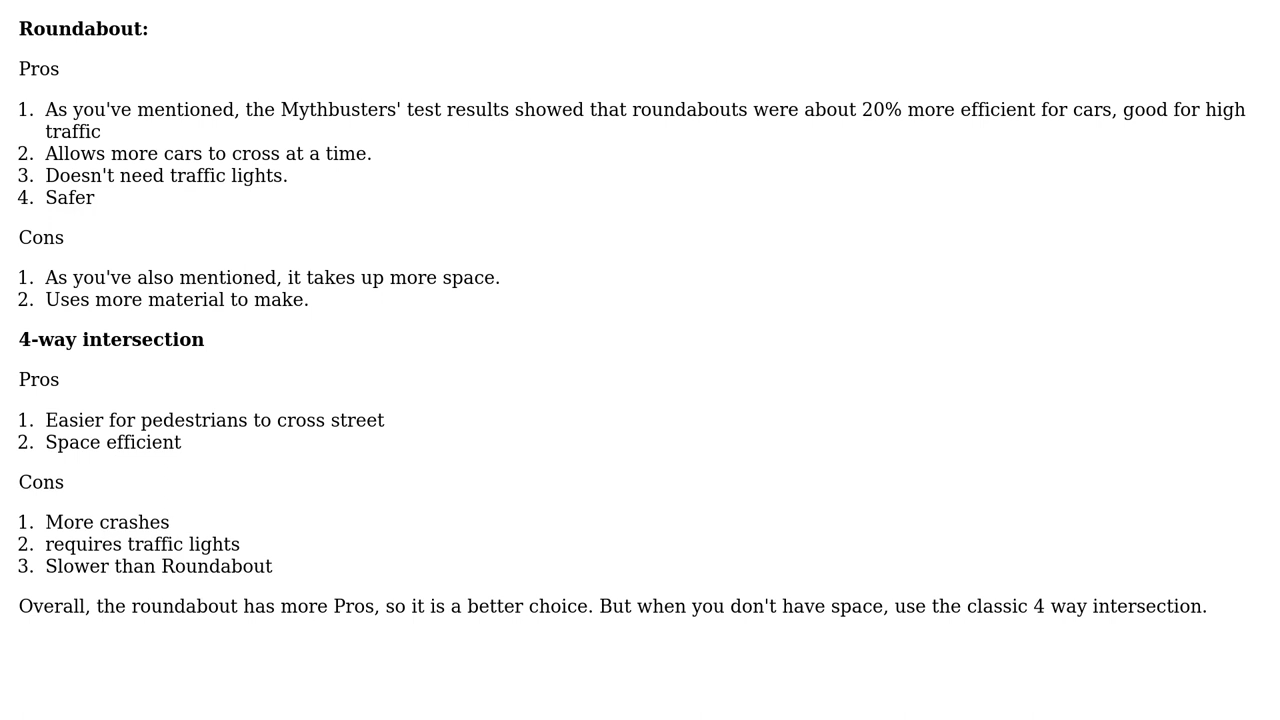 Roundabout:
Pros
1. As you've mentioned, the Mythbusters' test results showed that roundabouts were about 20% more efficient for cars, good for high
traffic
2. Allows more cars to cross at a time.
3. Doesn't need traffic lights.
4. Safer
Cons
1. As you've also mentioned, it takes up more space.
2. Uses more material to make.
4-way intersection
Pros
1. Easier for pedestrians to cross street
2. Space efficient
Cons
1. More crashes
2. requires traffic lights
3. Slower than Roundabout
Overall, the roundabout has more Pros, so it is a better choice. But when you don't have space, use the classic 4 way intersection.